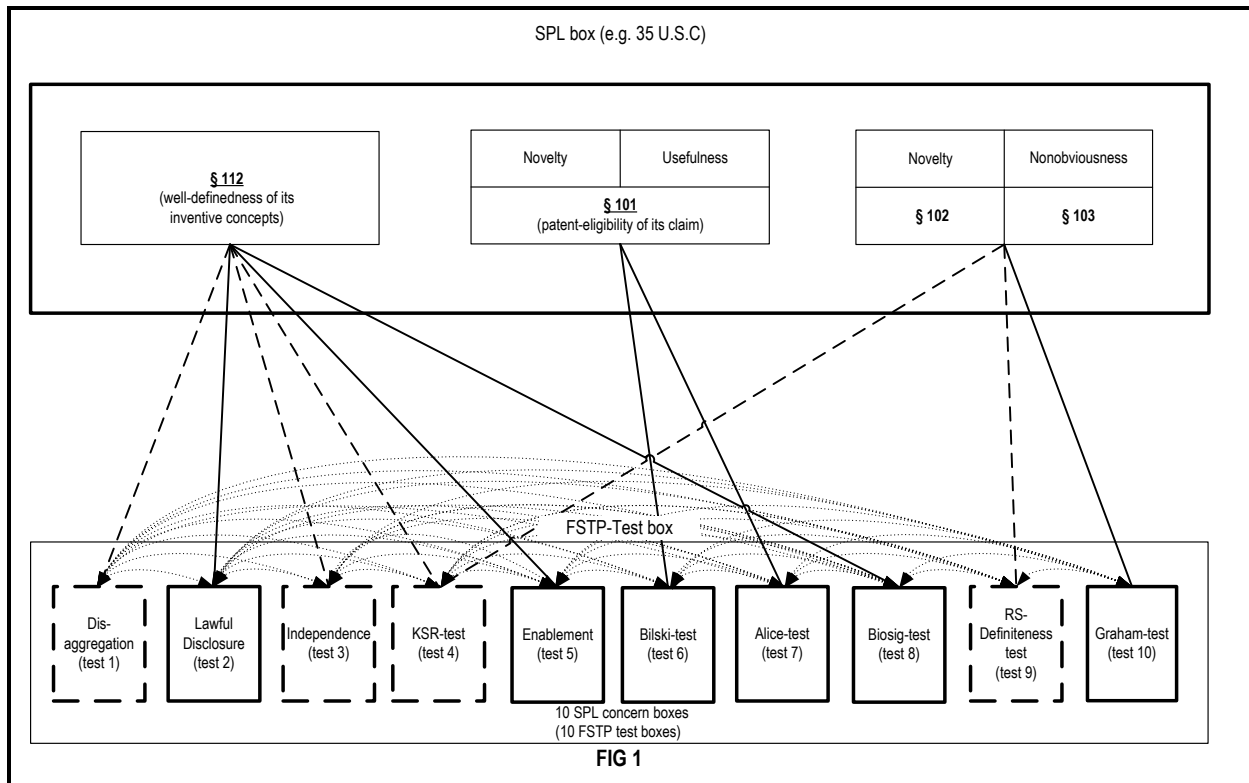 SPL box (e.g. 35 U.S.C)
§ 112
(well-definedness of its
inventive concepts)
Novelty
Usefulness
§ 101
(patent-eligibility of its claim)
Novelty
Nonobviousness
§ 102
§ 103
FSTP-Test box
Dis-
aggregation
(test 1)
Lawful
Disclosure
(test 2)
Independence
(test 3)
KSR-test
(test 4)
Enablement
(test 5)
Bilski-test
(test 6)
Alice-test
(test 7)
Biosig-test
(test 8)
RS-
Definiteness
test
(test 9)
Graham-test
(test 10)
10 SPL concern boxes
(10 FSTP test boxes)
FIG 1